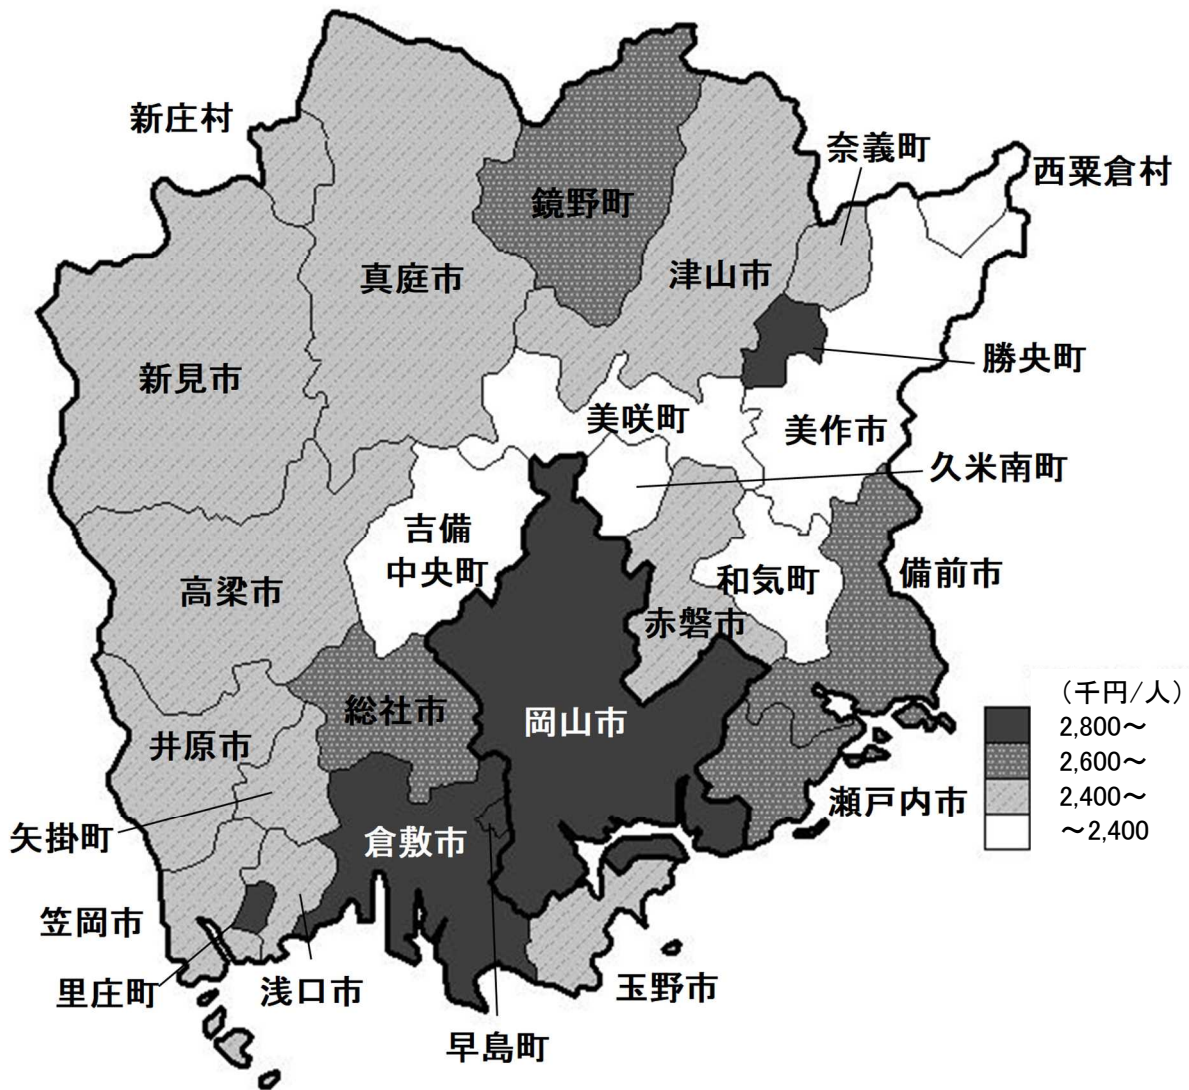 新庄村
奈義町
西粟倉村
鏡野町
真庭市
津山市
新見市
勝央町
美咲町
美作市
久米南町
吉備
中央町
備前市
和気町
高梁市
赤磐市
(千円/人)
2,800～
2,600～
2,400～
～2,400
総社市
岡山市
井原市
瀬戸内市
矢掛町
倉敷市
笠岡市
里庄町
浅口市
玉野市
早島町